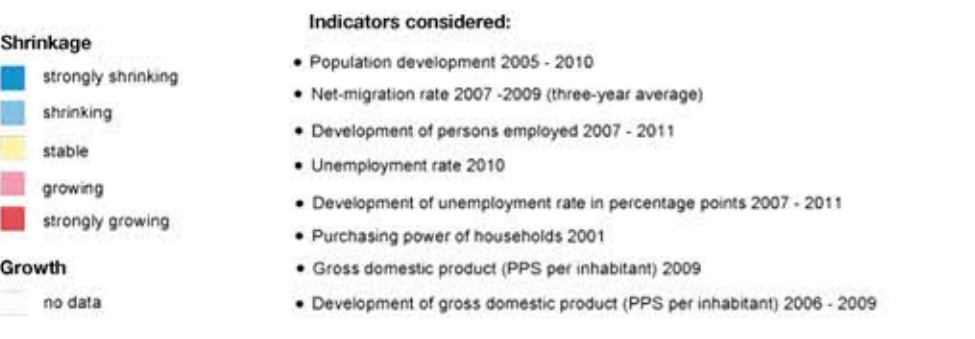 Shrinkage
strongly shrinking
shrinking
stable
growing
strongly growing
Growth
no data
Indicators considered:
• Population development 2005 - 2010
• Net-migration rate 2007 -2009 (three-year average)
• Development of persons employed 2007 - 2011
• Unemployment rate 2010
• Development of unemployment rate in percentage points 2007 - 2011
• Purchasing power of households 2001
• Gross domestic product (PPS per inhabitant) 2009
• Development of gross domestic product (PPS per inhabitant) 2006 - 2009